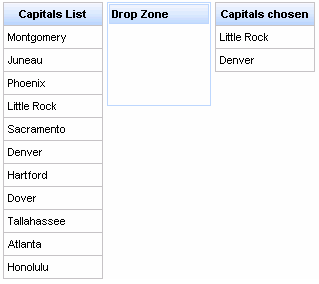 Capitals List
Montgomery
Juneau
Phoenix
Little Rock
Sacramento
Denver
Hartford
Dover
Tallahassee
Atlanta
Honolulu
Drop Zone
Capitals chosen
Little Rock
Denver